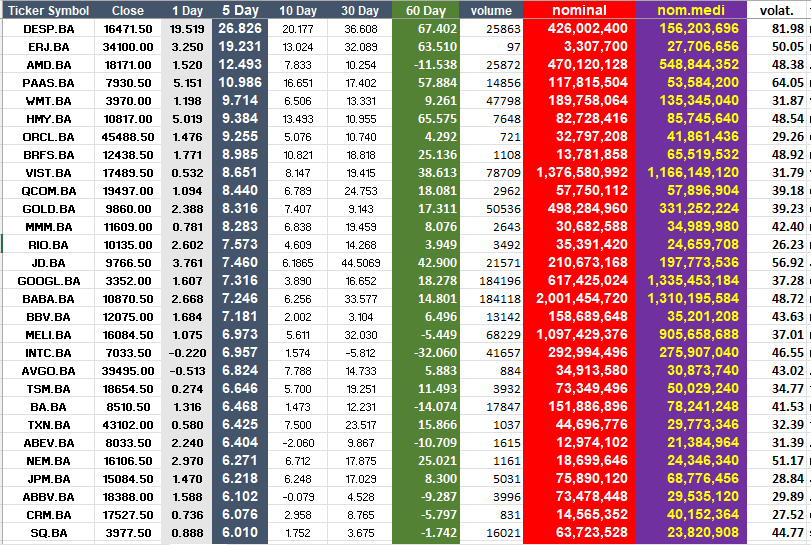 Ticker Symbol Close 1 Day 5 Day 10 Day 30 Day 60 Day volume nominal nom.medi volat.
DESP.BA 16471.50 19.519 26.826 20.177 36.608 67.402 25863 426,002,400 156,203,696 81.98
ERJ.BA 34100.00 3.250 19.231 13.024 32.089 63.510 97 3,307,700 27,706,656 50.05
AMD.BA 18171.00 1.520 12.493 7.833 10.254 -11.538 25872 470,120,128 548,844,352 48.38
PAAS.BA 7930.50 5.151 10.986 16.651 17.402 57.884 14856 117,815,504 53,584,200 64.05
WMT.BA 3970.00 1.198 9.714 6.506 13.331 9.261 47798 189,758,064 135,345,040 31.87
HMY.BA 10817.00 5.019 9.384 13.493 10.955 65.575 7648 82,728,416 85,745,640 48.54
ORCL.BA 45488.50 1.476 9.255 5.076 10.740 4.292 721 32,797,208 41,861,436 29.26
BRFS.BA 12438.50 1.771 8.985 10.821 18.818 25.136 1108 13,781,858 65,519,532 48.92
VIST.BA 17489.50 0.532 8.651 8.147 19.415 38.613 78709 1,376,580,992 1,166,149,120 31.79
QCOM.BA 19497.00 1.094 8.440 6.789 24.753 18.081 2962 57,750,112 57,896,904 39.18
GOLD.BA 9860.00 2.388 8.316 7.407 9.143 17.311 50536 498,284,960 331,252,224 39.23
MMM.BA 11609.00 0.781 8.283 6.838 19.459 8.076 2643 30,682,588 34,989,980 42.40
RIO.BA 10135.00 2.602 7.573 4.609 14.268 3.949 3492 35,391,420 24,659,708 26.23
JD.BA 9766.50 3.761 7.460 6.1865 44.5069 42.900 21571 210,673,168 197,773,536 56.92
GOOGL.BA 3352.00 1.607 7.316 3.890 16.652 18.278 184196 617,425,024 1,335,453,184 37.28
BABA.BA 10870.50 2.668 7.246 6.256 33.577 14.801 184118 2,001,454,720 1,310,195,584 48.72
BBV.BA 12075.00 1.684 7.181 2.002 3.104 6.496 13142 158,689,648 35,201,208 43.63
MELI.BA 16084.50 1.075 6.973 5.611 32.030 -5.449 68229 1,097,429,376 905,658,688 37.01
INTC.BA 7033.50 -0.220 6.957 1.574 -5.812 -32.060 41657 292,994,496 275,907,040 46.55
AVGO.BA 39495.00 -0.513 6.824 7.788 14.733 5.883 884 34,913,580 30,873,740 43.02
TSM.BA 18654.50 0.274 6.646 5.700 19.251 11.493 3932 73,349,496 50,029,240 34.77
BA.BA 8510.50 1.316 6.468 1.473 12.231 -14.074 17847 151,886,896 78,241,248 41.53
TXN.BA 43102.00 0.580 6.425 7.500 23.517 15.866 1037 44,696,776 29,773,346 32.39
ABEV.BA 8033.50 2.240 6.404 -2.060 9.867 -10.709 1615 12,974,102 21,384,964 31.39
NEM.BA 16106.50 2.970 6.271 6.712 17.875 25.021 1161 18,699,646 24,346,340 51.17
JPM.BA 15084.50 1.470 6.218 6.248 17.029 8.300 5031 75,890,120 68,776,456 28.84
ABBV.BA 18388.00 1.588 6.102 -0.079 4.528 -9.287 3996 73,478,448 29,535,120 29.89
CRM.BA 17527.50 0.736 6.076 2.958 8.765 -5.797 831 14,565,352 40,152,364 27.52
SQ.BA 3977.50 0.888 6.010 1.752 3.675 -1.742 16021 63,723,528 23,820,908 44.77